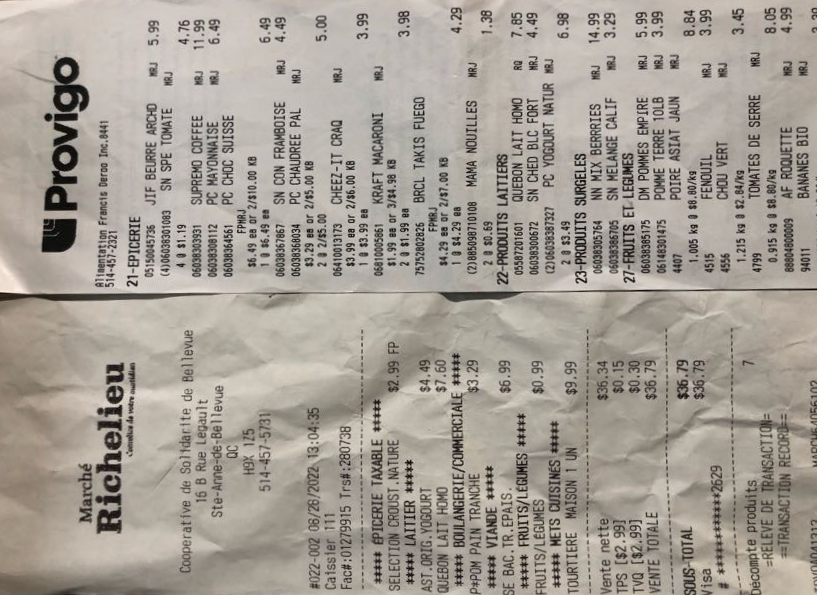 Provigo
Alimentation Francis Deroo Inc.8441
514-457-2321
21-EPICERIE
05150045736 JIF BEURRE ARCHD MRJ 5.99
(4)06038301083 SN SPE TOMATE MRJ
4 @ $1.19 4.76
06038303931 SUPREMO COFFEE MRJ 11.99
06038308112 PC MAYONNAISE MRJ 6.49
06038364561 PC CHOC SUISSE
FPMRJ
$6.49 ea or 2/$10.00 KB
1 @ $6.49 ea 6.49
06038367867 SN CON FRAMBOISE MRJ 4.49
06038368034 PC CHAUDREE PAL MRJ
$3.29 ea or 2/$5.00 KB
2 @ 2/$5.00 5.00
06410013173 CHEEZ-IT CRAQ MRJ
$3.99 ea or 2/$6.00 KB
1 @ $3.99 ea 3.99
06810005661 KRAFT MACARONI MRJ
$1.99 ea or 3/$4.98 KB
2 @ $1.99 ea 3.98
75752802826 BRCL TAKIS FUEGO
FPMRJ
$4.29 ea or 2/$7.00 KB
1 @ $4.29 ea 4.29
(2)885098710108 MAMA NOUILLES MRJ
2 @ $0.69 1.38
22-PRODUITS LAITIERS
05587201601 QUEBON LAIT HOMO RQ 7.85
06038300672 SN CHED BLC FORT MRJ 4.49
(2)06038387327 PC YOGOURT NATUR MRJ
2 @ $3.49 6.98
23-PRODUITS SURGELES
06038305764 NN MIX BERRRIES MRJ 14.99
06038386705 SN MELANGE CALIF MRJ 3.29
27-FRUITS ET LEGUMES
06038385175 DM POMMES EMPIRE MRJ 5.99
06148301475 POMME TERRE 10LB MRJ 3.99
4407 POIRE ASIAT JAUN MRJ
1.005 kg @ $8.80/kg 8.84
4515 FENOUIL MRJ 3.99
4556 CHOU VERT MRJ
1.215 kg @ $2.84/kg 3.45
4799 TOMATES DE SERRE MRJ
0.915 kg @ $8.80/kg 8.05
88804800009 AF ROQUETTE MRJ 4.99
94011 BANANES BIO MRJ
Marché
Richelieu
L'émotion de votre quotidien
Cooperative de Solidarite de Bellevue
16 B Rue Legault
Ste-Anne-de-Bellevue
QC
H9X 1Z5
514-457-5731
#022-002 08/26/2022 13:04:35
Caissier 111
Fac#:01279915 Trs#:280738
***** EPICERIE TAXABLE *****
SELECTION CROUST.NATURE $2.99 FP
***** LAITIER *****
AST.ORIG.YOGOURT $4.49
QUEBON LAIT HOMO $7.60
***** BOULANGERIE/COMMERCIALE *****
P*POM PAIN TRANCHE $3.29
***** VIANDE *****
SE BAC.TR.EPAIS. $6.99
***** FRUITS/LÉGUMES *****
FRUITS/LÉGUMES $0.99
***** METS CUISINES *****
TOURTIERE MAISON 1 UN $9.99
Vente nette $36.34
TPS [$2.99] $0.15
TVQ [$2.99] $0.30
VENTE TOTALE $36.79
SOUS-TOTAL $36.79
Visa $36.79
# ************2629
Décompte produits 7
=RELEVE DE TRANSACTION=
==TRANSACTION RECORD==